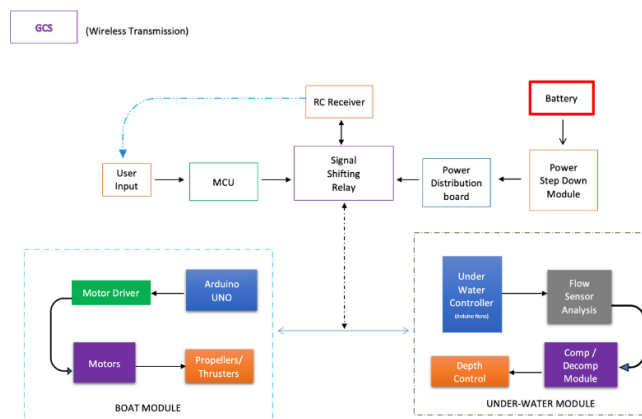 GCS
(Wireless Transmission)
RC Receiver
Battery
User
Input
MCU
Signal
Shifting
Relay
Power
Distribution
board
Power
Step Down
Module
Motor Driver
Arduino
UNO
Motors
Propellers/
Thrusters
BOAT MODULE
Under
Water
Controller
(Arduino Nano)
Flow
Sensor
Analysis
Depth
Control
Comp /
Decomp
Module
UNDER-WATER MODULE